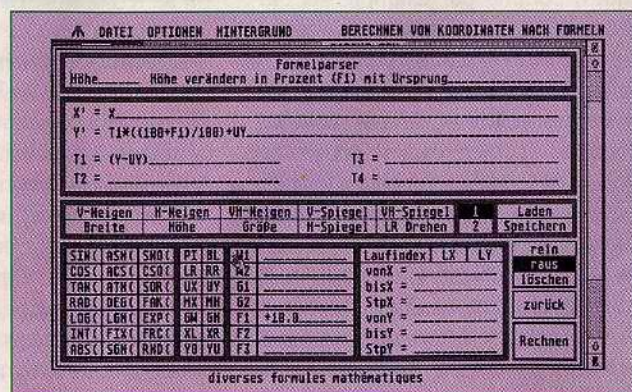 DATEI OPTIONEN HINTERGRUND BERECHNEN VON KOORDINATEN NACH FORMELN
Formelparser
Höhe______ Höhe verändern in Prozent (F1) mit Ursprung
X' = X
Y' = T1*((100+F1)/100)+UY
T1 = (Y-UY) T3 =
T2 = T4 =
V-Neigen H-Neigen VH-Neigen V-Spiegel VH-Spiegel 1 Laden
Breite Höhe Größe H-Spiegel LR Drehen 2 Speichern
SIN( ASN( SNO( PI BL W1 Laufindex LX LY rein
COS( ACS( CSO( LR RR W2 vonX = raus
TAN( ATN( SOR( UX UY G1 bisX = löschen
RAD( DEG( FAK( MX MH G2 StpX = zurück
LOG( LGN( EXP( GW GN F1 +10.0 vonY =
INT( FIX( FRC( XL XR F2 bisY = Rechnen
ABS( SGN( RND( YO YU F3 StpY =
diverses formules mathématiques